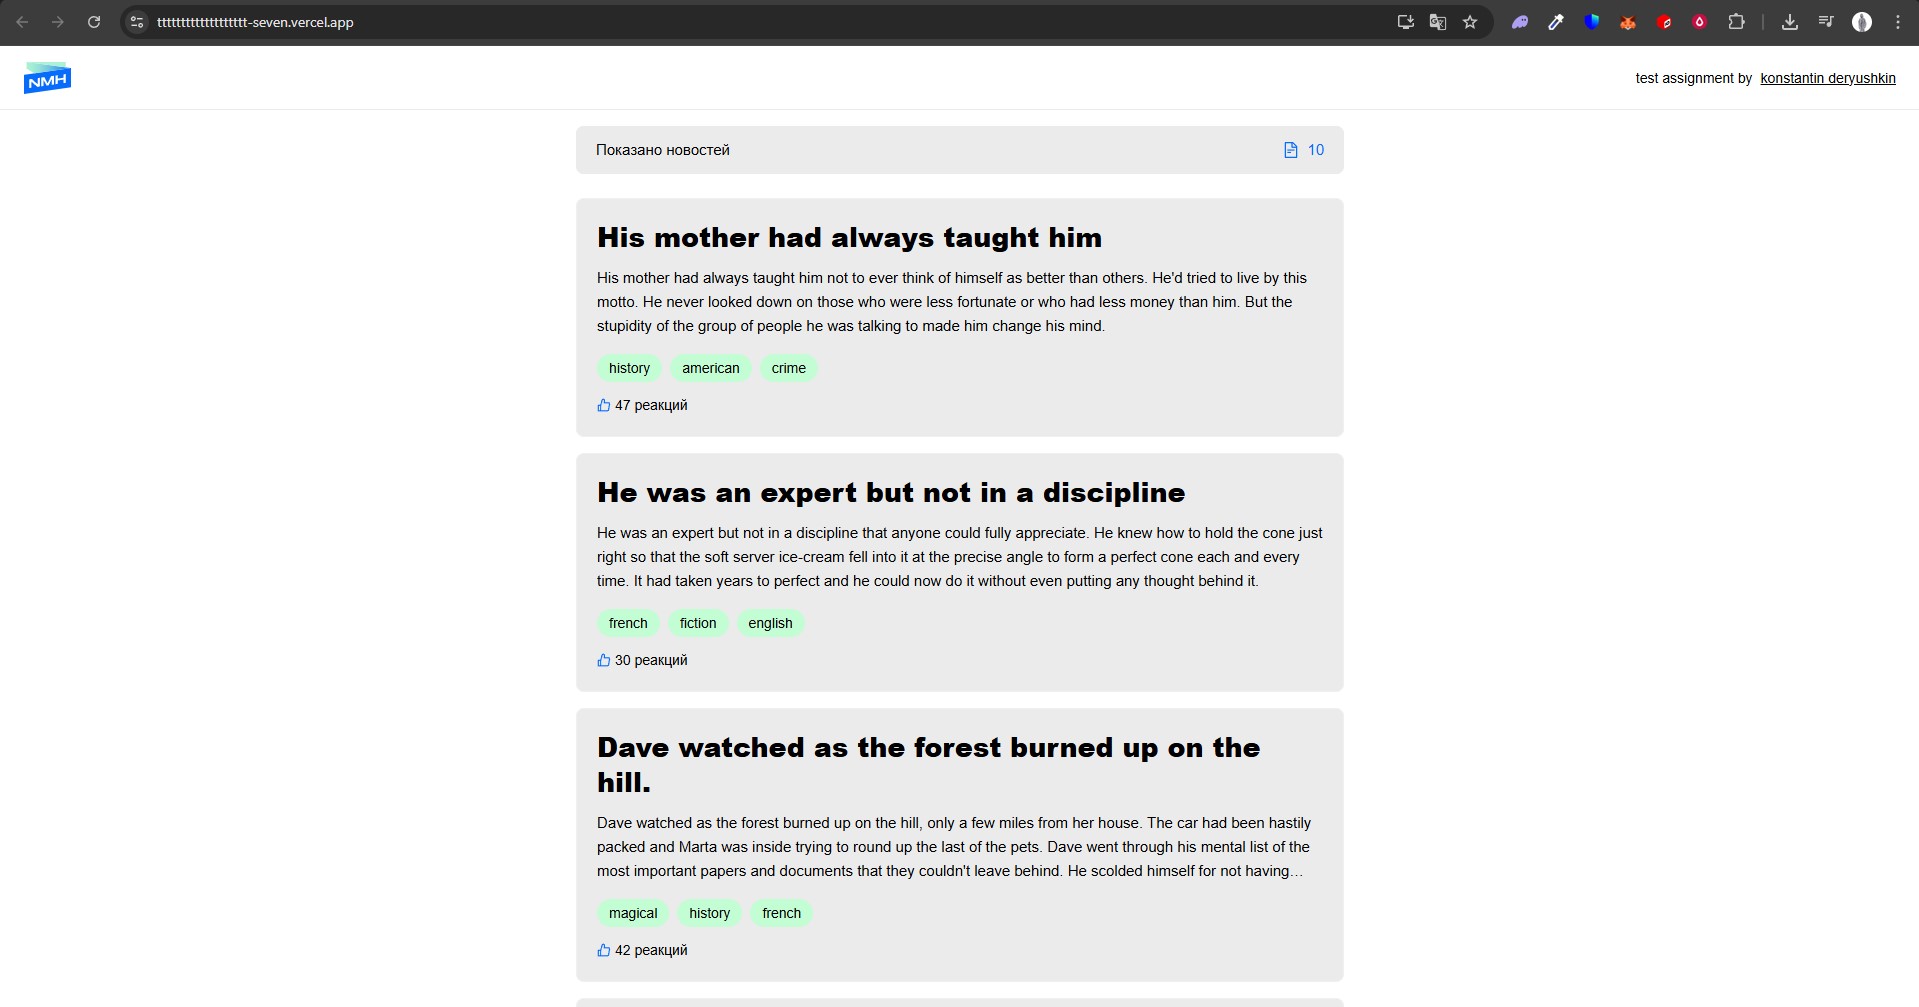 tttttttttttttttttttt-seven.vercel.app
NMH
test assignment by konstantin deryushkin
Показано новостей 10
His mother had always taught him
His mother had always taught him not to ever think of himself as better than others. He'd tried to live by this
motto. He never looked down on those who were less fortunate or who had less money than him. But the
stupidity of the group of people he was talking to made him change his mind.
history american crime
47 реакций
He was an expert but not in a discipline
He was an expert but not in a discipline that anyone could fully appreciate. He knew how to hold the cone just
right so that the soft server ice-cream fell into it at the precise angle to form a perfect cone each and every
time. It had taken years to perfect and he could now do it without even putting any thought behind it.
french fiction english
30 реакций
Dave watched as the forest burned up on the
hill.
Dave watched as the forest burned up on the hill, only a few miles from her house. The car had been hastily
packed and Marta was inside trying to round up the last of the pets. Dave went through his mental list of the
most important papers and documents that they couldn't leave behind. He scolded himself for not having…
magical history french
42 реакций